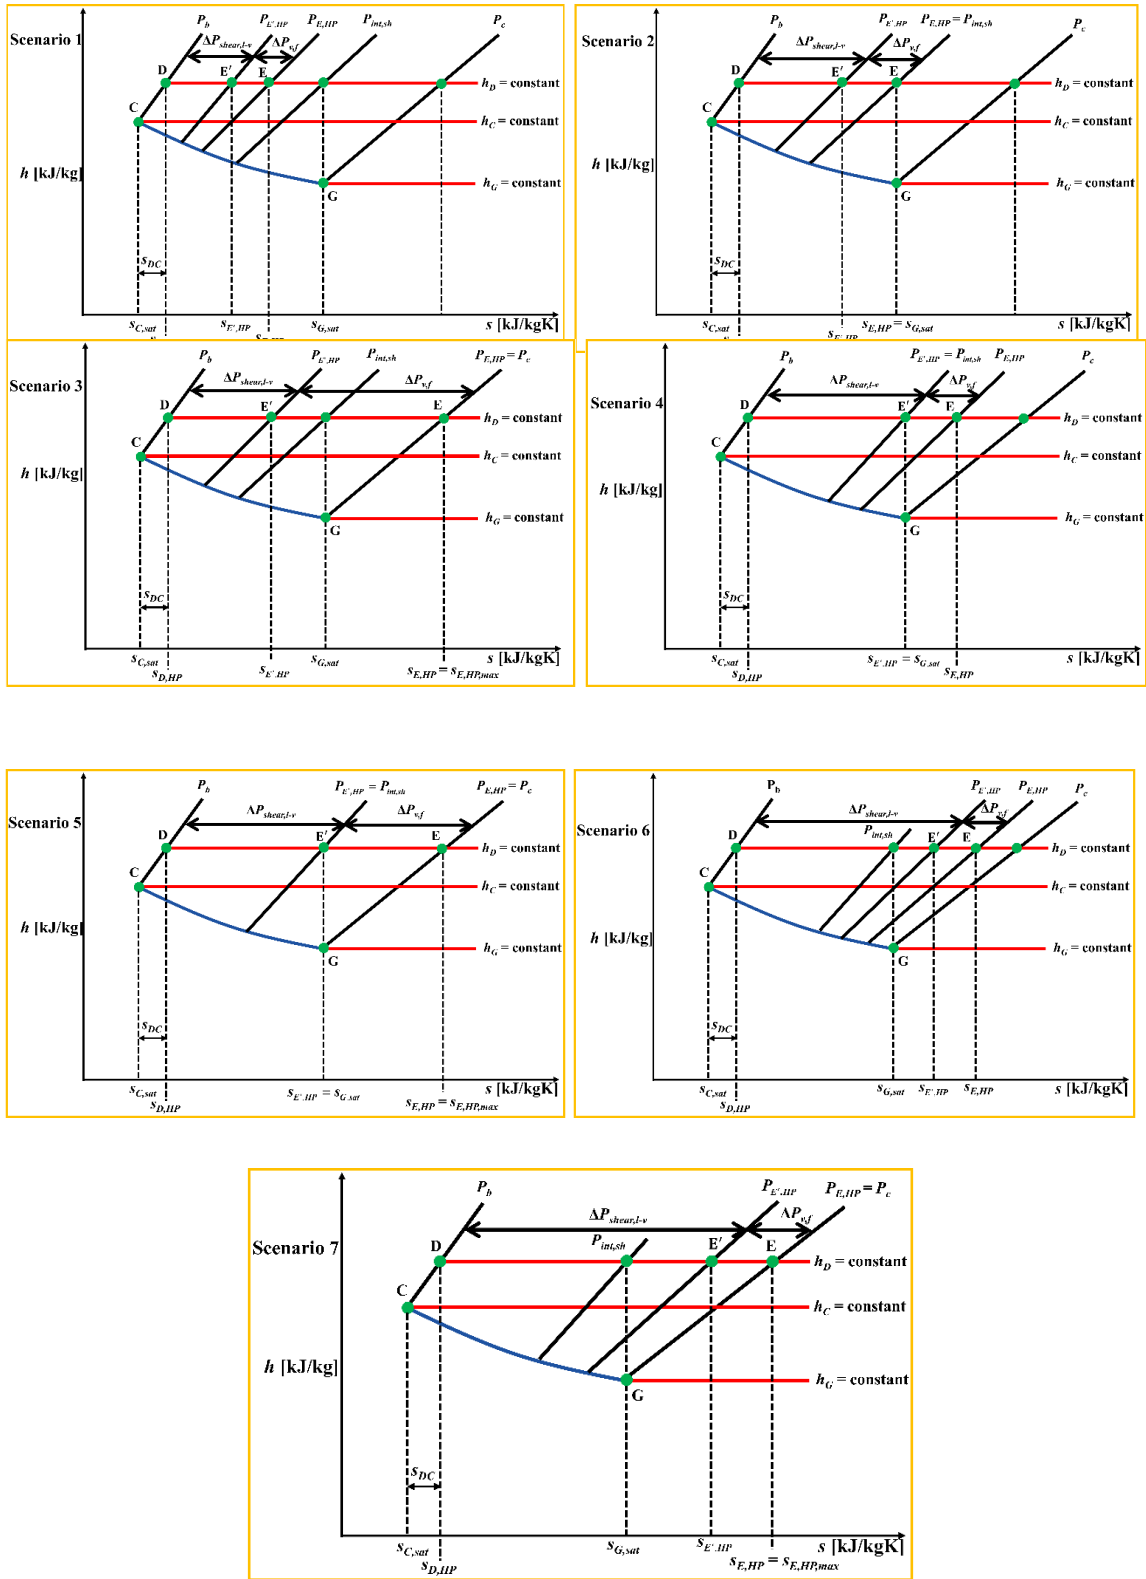 Scenario 1
P_b
P_E',HP
P_E,HP
P_int,sh
P_c
ΔP_shear,l-v
ΔP_v,f
D
E'
E
h_D = constant
C
h_C = constant
h [kJ/kg]
h_G = constant
G
s_DC
s_C,sat
s_E',HP
s_G,sat
s [kJ/kgK]
Scenario 2
P_b
P_E',HP
P_E,HP = P_int,sh
P_c
ΔP_shear,l-v
ΔP_v,f
D
E'
E
h_D = constant
C
h_C = constant
h [kJ/kg]
h_G = constant
G
s_DC
s_C,sat
s_E,HP = s_G,sat
s [kJ/kgK]
s_E',HP
Scenario 3
P_b
P_E',HP
P_int,sh
P_E,HP = P_c
ΔP_shear,l-v
ΔP_v,f
D
E'
E
h_D = constant
C
h_C = constant
h [kJ/kg]
h_G = constant
G
s_DC
s_C,sat
s_G,sat
s [kJ/kgK]
s_D,HP
s_E',HP
s_E,HP = s_E,HP,max
Scenario 4
P_b
P_E',HP = P_int,sh
P_E,HP
P_c
ΔP_shear,l-v
ΔP_v,f
D
E'
E
h_D = constant
C
h_C = constant
h [kJ/kg]
h_G = constant
G
s_DC
s_C,sat
s_E',HP = s_G,sat
s_E,HP
s [kJ/kgK]
s_D,HP
Scenario 5
P_b
P_E',HP = P_int,sh
P_E,HP = P_c
ΔP_shear,l-v
ΔP_v,f
D
E'
E
h_D = constant
C
h_C = constant
h [kJ/kg]
h_G = constant
G
s_DC
s_C,sat
s_E',HP = s_G,sat
s [kJ/kgK]
s_D,HP
s_E,HP = s_E,HP,max
Scenario 6
P_b
P_E',HP
P_E,HP
P_c
ΔP_shear,l-v
ΔP_v,f
P_int,sh
D
E'
E
h_D = constant
C
h_C = constant
h [kJ/kg]
h_G = constant
G
s_DC
s_C,sat
s_G,sat
s_E',HP
s_E,HP
s [kJ/kgK]
s_D,HP
Scenario 7
P_b
P_E',HP
P_E,HP = P_c
ΔP_shear,l-v
ΔP_v,f
P_int,sh
D
E'
E
h_D = constant
C
h_C = constant
h [kJ/kg]
h_G = constant
G
s_DC
s_C,sat
s_G,sat
s_E',HP
s [kJ/kgK]
s_D,HP
s_E,HP = s_E,HP,max